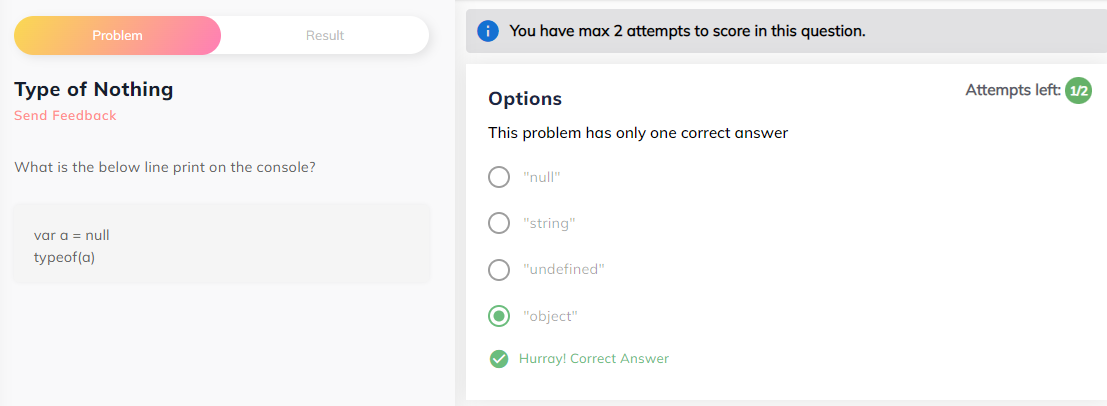 Problem
Result
Type of Nothing
Send Feedback
What is the below line print on the console?
var a = null
typeof(a)
You have max 2 attempts to score in this question.
Attempts left: 1/2
Options
This problem has only one correct answer
"null"
"string"
"undefined"
"object"
Hurray! Correct Answer